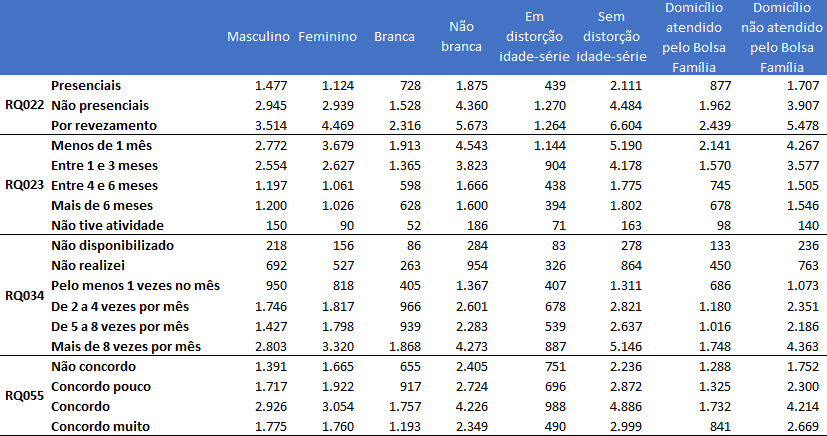 Masculino Feminino Branca Não branca Em distorção idade-série Sem distorção idade-série Domicílio atendido pelo Bolsa Família Domicílio não atendido pelo Bolsa Família
RQ022 Presenciais 1.477 1.124 728 1.875 439 2.111 877 1.707
Não presenciais 2.945 2.939 1.528 4.360 1.270 4.484 1.962 3.907
Por revezamento 3.514 4.469 2.316 5.673 1.264 6.604 2.439 5.478
RQ023 Menos de 1 mês 2.772 3.679 1.913 4.543 1.144 5.190 2.141 4.267
Entre 1 e 3 meses 2.554 2.627 1.365 3.823 904 4.178 1.570 3.577
Entre 4 e 6 meses 1.197 1.061 598 1.666 438 1.775 745 1.505
Mais de 6 meses 1.200 1.026 628 1.600 394 1.802 678 1.546
Não tive atividade 150 90 52 186 71 163 98 140
RQ034 Não disponibilizado 218 156 86 284 83 278 133 236
Não realizei 692 527 263 954 326 864 450 763
Pelo menos 1 vezes no mês 950 818 405 1.367 407 1.311 686 1.073
De 2 a 4 vezes por mês 1.746 1.817 966 2.601 678 2.821 1.180 2.351
De 5 a 8 vezes por mês 1.427 1.798 939 2.283 539 2.637 1.016 2.186
Mais de 8 vezes por mês 2.803 3.320 1.868 4.273 887 5.146 1.748 4.363
RQ055 Não concordo 1.391 1.665 655 2.405 751 2.236 1.288 1.752
Concordo pouco 1.717 1.922 917 2.724 696 2.872 1.325 2.300
Concordo 2.926 3.054 1.757 4.226 988 4.886 1.732 4.214
Concordo muito 1.775 1.760 1.193 2.349 490 2.999 841 2.669